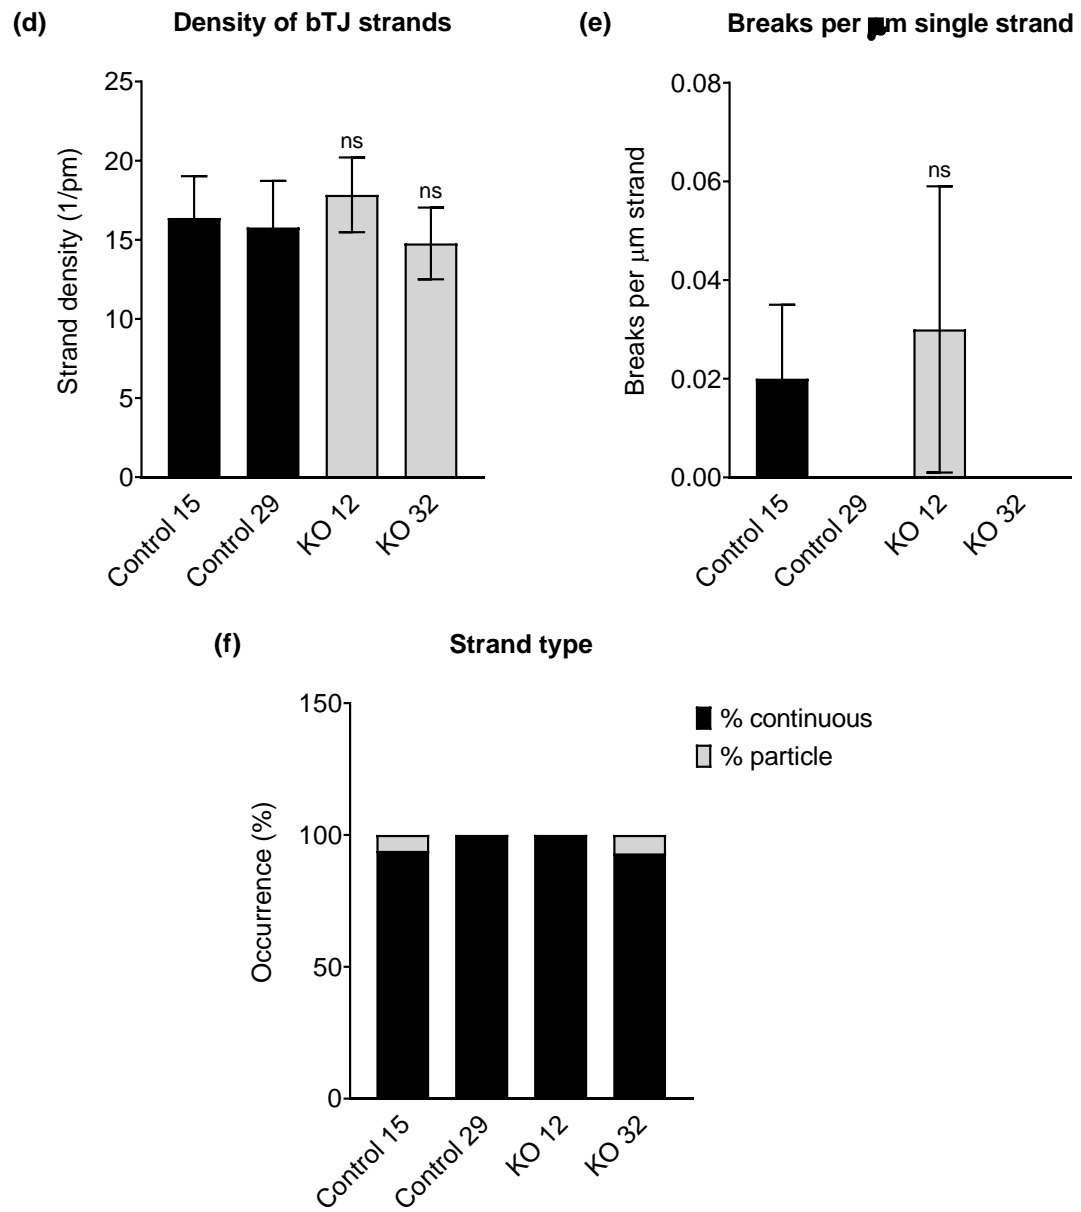 (d) Density of bTJ strands
25
20
15
10
5
0
Strand density (1/pm)
ns
ns
Control 15
Control 29
KO 12
KO 32
(e) Breaks per μm single strand
0.08
0.06
0.04
0.02
0.00
Breaks per μm strand
ns
Control 15
Control 29
KO 12
KO 32
(f) Strand type
150
100
50
0
Occurrence (%)
% continuous
% particle
Control 15
Control 29
KO 12
KO 32